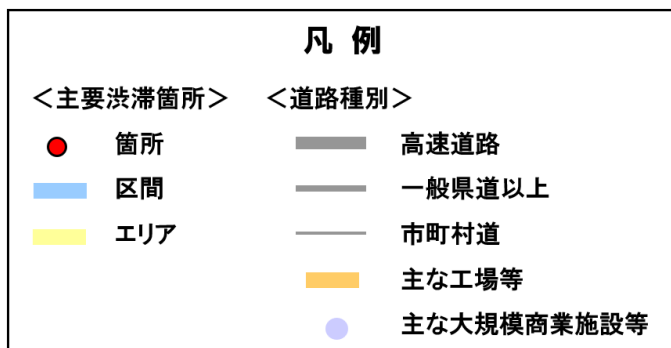 凡 例
＜主要渋滞箇所＞ ＜道路種別＞
箇所 高速道路
区間 一般県道以上
エリア 市町村道
主な工場等
主な大規模商業施設等